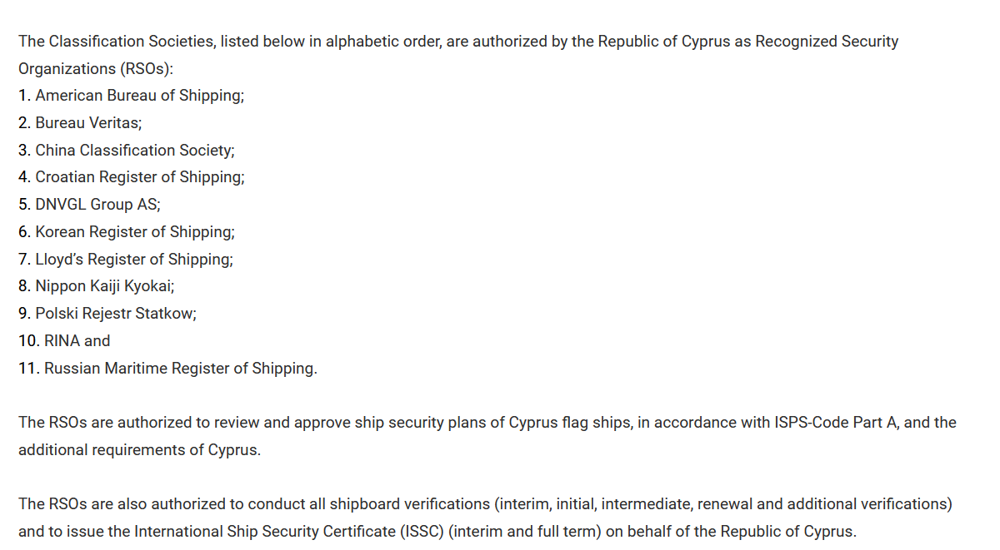 The Classification Societies, listed below in alphabetic order, are authorized by the Republic of Cyprus as Recognized Security
Organizations (RSOs):
1. American Bureau of Shipping;
2. Bureau Veritas;
3. China Classification Society;
4. Croatian Register of Shipping;
5. DNVGL Group AS;
6. Korean Register of Shipping;
7. Lloyd’s Register of Shipping;
8. Nippon Kaiji Kyokai;
9. Polski Rejestr Statkow;
10. RINA and
11. Russian Maritime Register of Shipping.
The RSOs are authorized to review and approve ship security plans of Cyprus flag ships, in accordance with ISPS-Code Part A, and the
additional requirements of Cyprus.
The RSOs are also authorized to conduct all shipboard verifications (interim, initial, intermediate, renewal and additional verifications)
and to issue the International Ship Security Certificate (ISSC) (interim and full term) on behalf of the Republic of Cyprus.